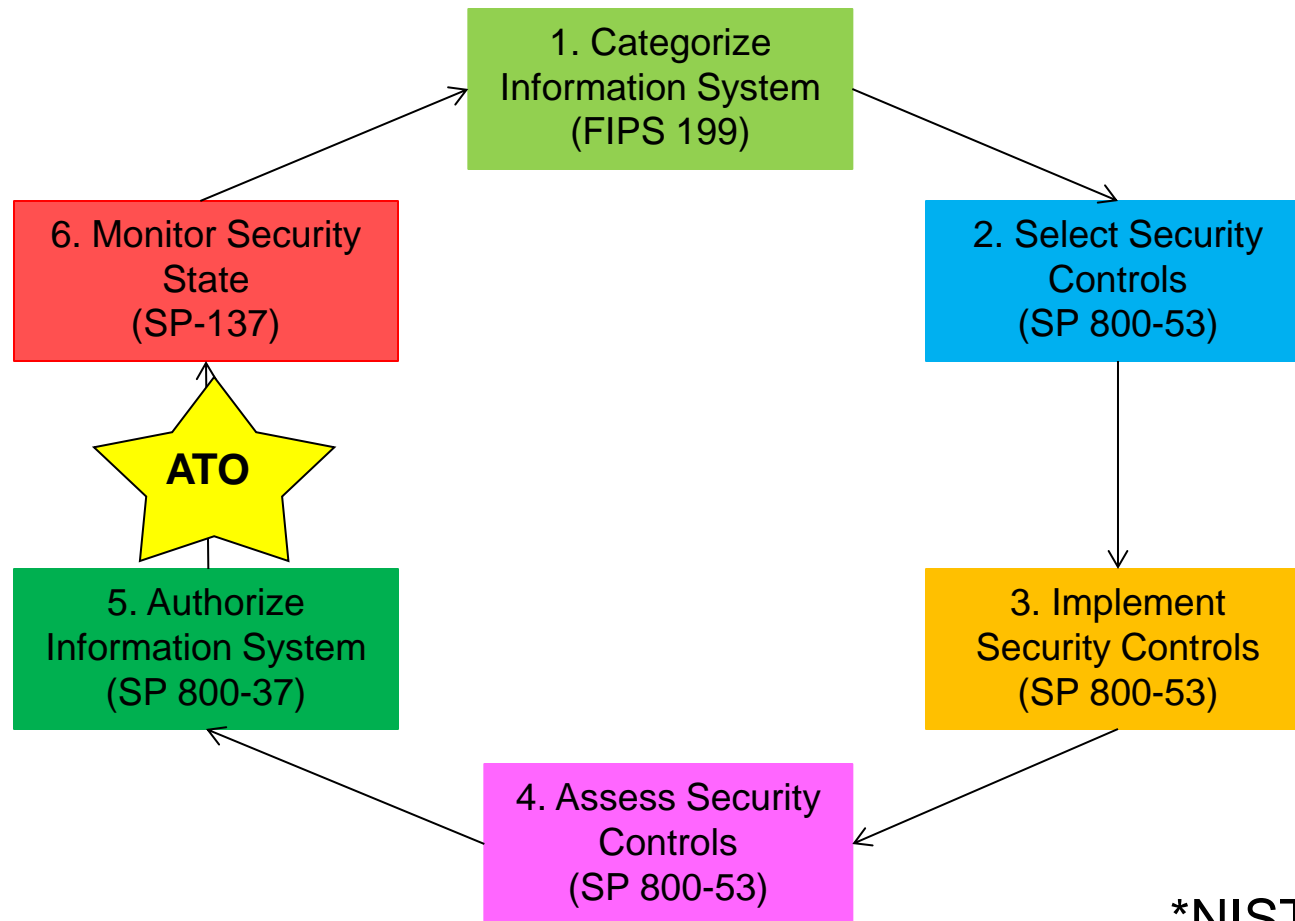 1. Categorize
Information System
(FIPS 199)
2. Select Security
Controls
(SP 800-53)
3. Implement
Security Controls
(SP 800-53)
4. Assess Security
Controls
(SP 800-53)
5. Authorize
Information System
(SP 800-37)
ATO
6. Monitor Security
State
(SP-137)
*NIST